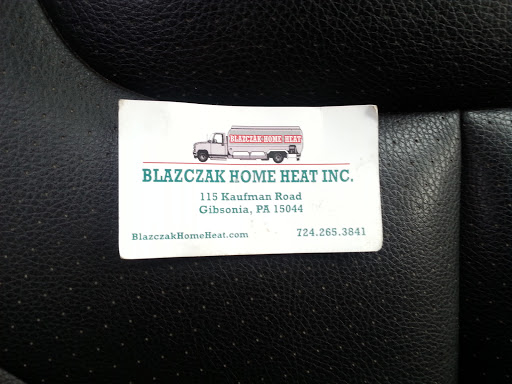 BLAZCZAK·HOME·HEAT
BLAZCZAK HOME HEAT INC.
115 Kaufman Road
Gibsonia, PA 15044
BlazczakHomeHeat.com 724.265.3841